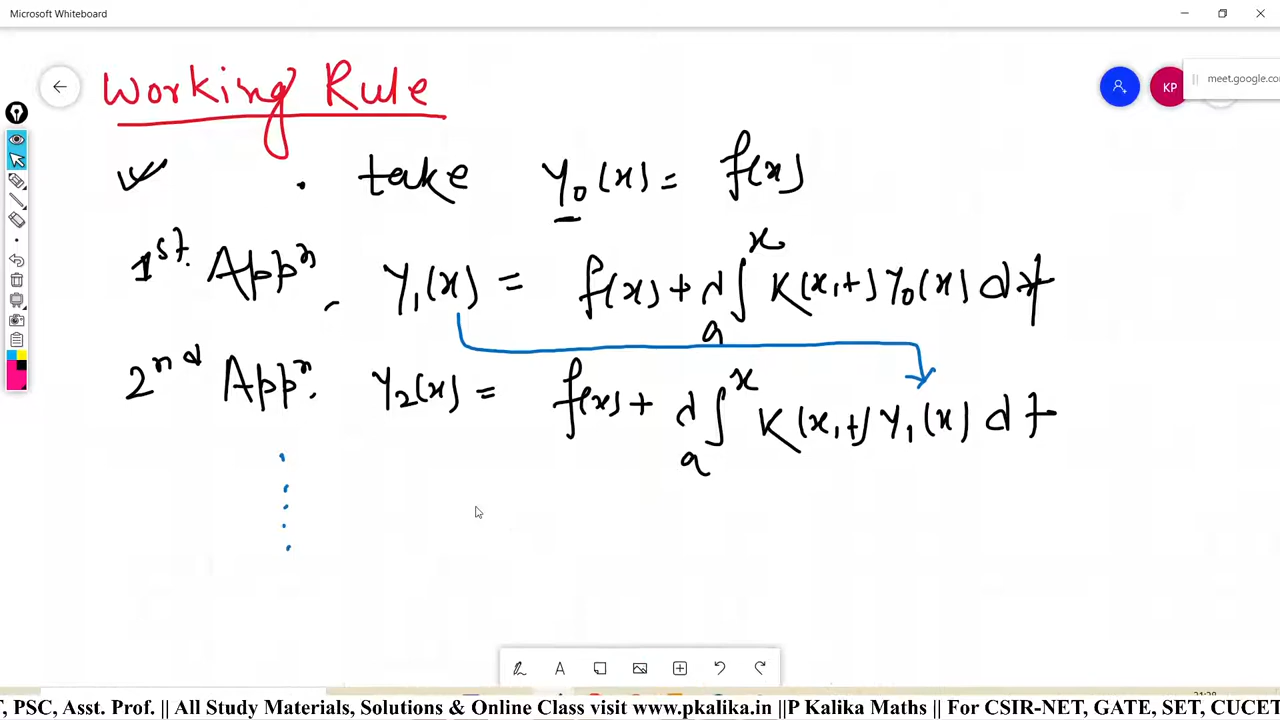 Microsoft Whiteboard
meet.google.co
KP
Working Rule
take Y₀(x) = f(x)
1st. Appⁿ. Y₁(x) = f(x) + λ∫ₐˣ K(x,t) Y₀(x) dt
2nd Appⁿ. Y₂(x) = f(x) + λ∫ₐˣ K(x,t) Y₁(x) dt
T, PSC, Asst. Prof. || All Study Materials, Solutions & Online Class visit www.pkalika.in ||P Kalika Maths || For CSIR-NET, GATE, SET, CUCET